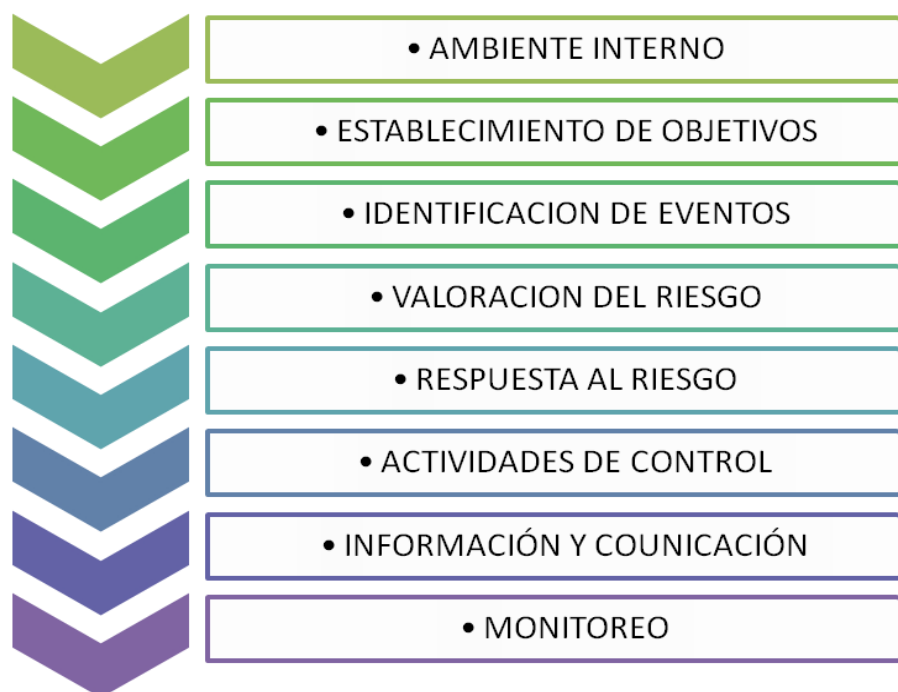 • AMBIENTE INTERNO
• ESTABLECIMIENTO DE OBJETIVOS
• IDENTIFICACION DE EVENTOS
• VALORACION DEL RIESGO
• RESPUESTA AL RIESGO
• ACTIVIDADES DE CONTROL
• INFORMACIÓN Y COUNICACIÓN
• MONITOREO